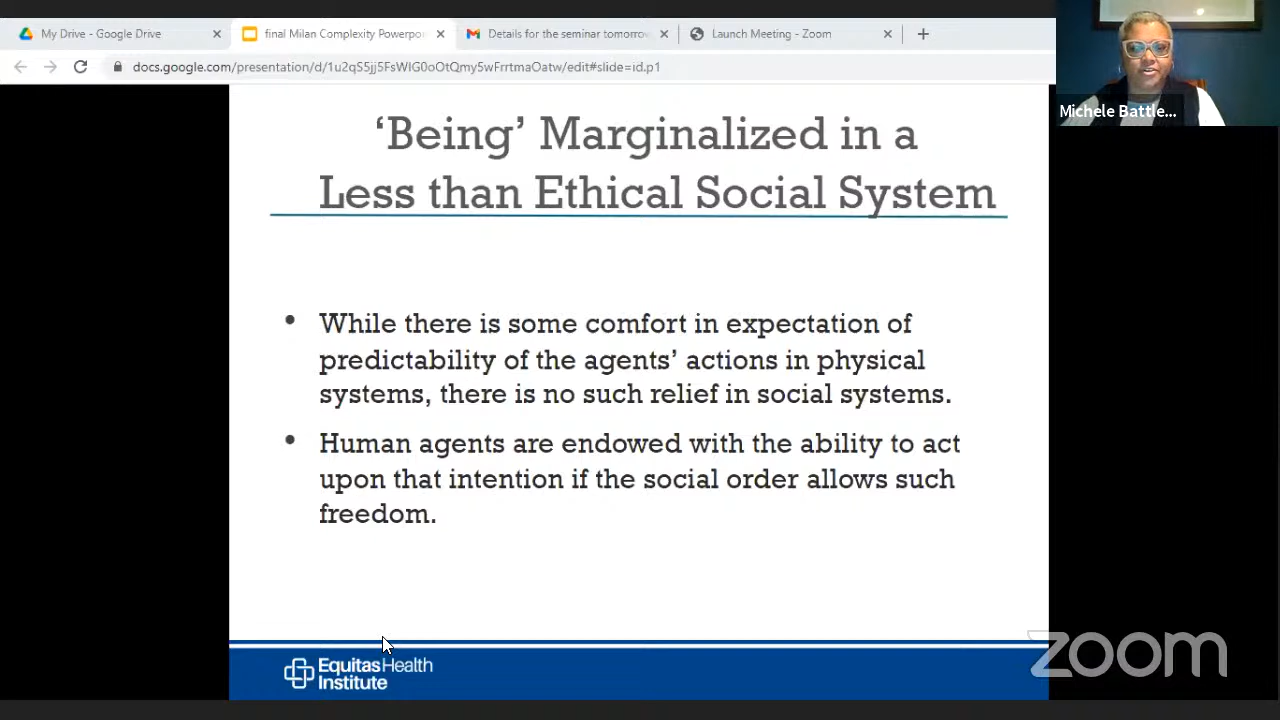 My Drive - Google Drive
final Milan Complexity Powerpo
Details for the seminar tomorrow
Launch Meeting - Zoom
docs.google.com/presentation/d/1u2qS5jj5FsWIG0oOtQmy5wFrrtmaOatw/edit#slide=id.p1
Michele Battle...
‘Being’ Marginalized in a
Less than Ethical Social System
• While there is some comfort in expectation of
predictability of the agents’ actions in physical
systems, there is no such relief in social systems.
• Human agents are endowed with the ability to act
upon that intention if the social order allows such
freedom.
EquitasHealth
Institute
zoom